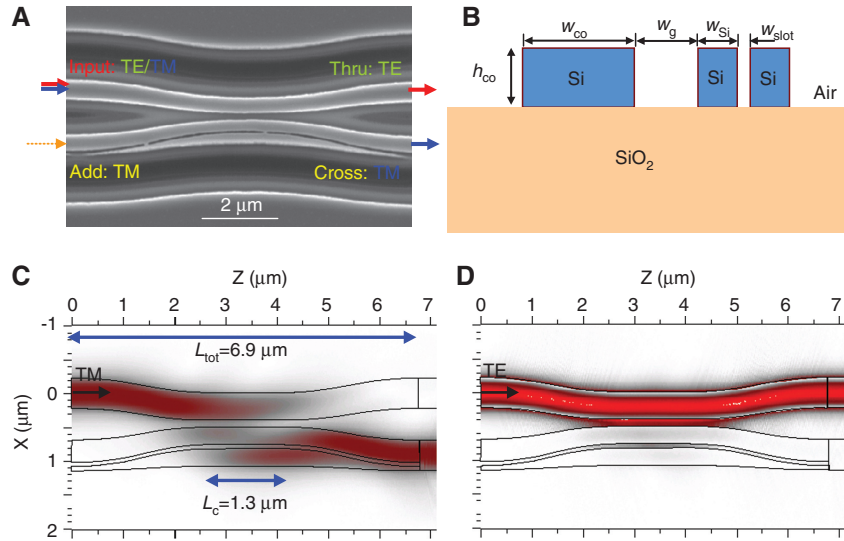 A
Input: TE/TM
Thru: TE
Add: TM
Cross: TM
2 μm
B
w_co
w_g
w_Si
w_slot
h_co
Si
Si
Si
Air
SiO₂
C
Z (μm)
0 1 2 3 4 5 6 7
-1
0
1
2
X (μm)
L_tot=6.9 μm
TM
L_c=1.3 μm
D
Z (μm)
0 1 2 3 4 5 6 7
TE